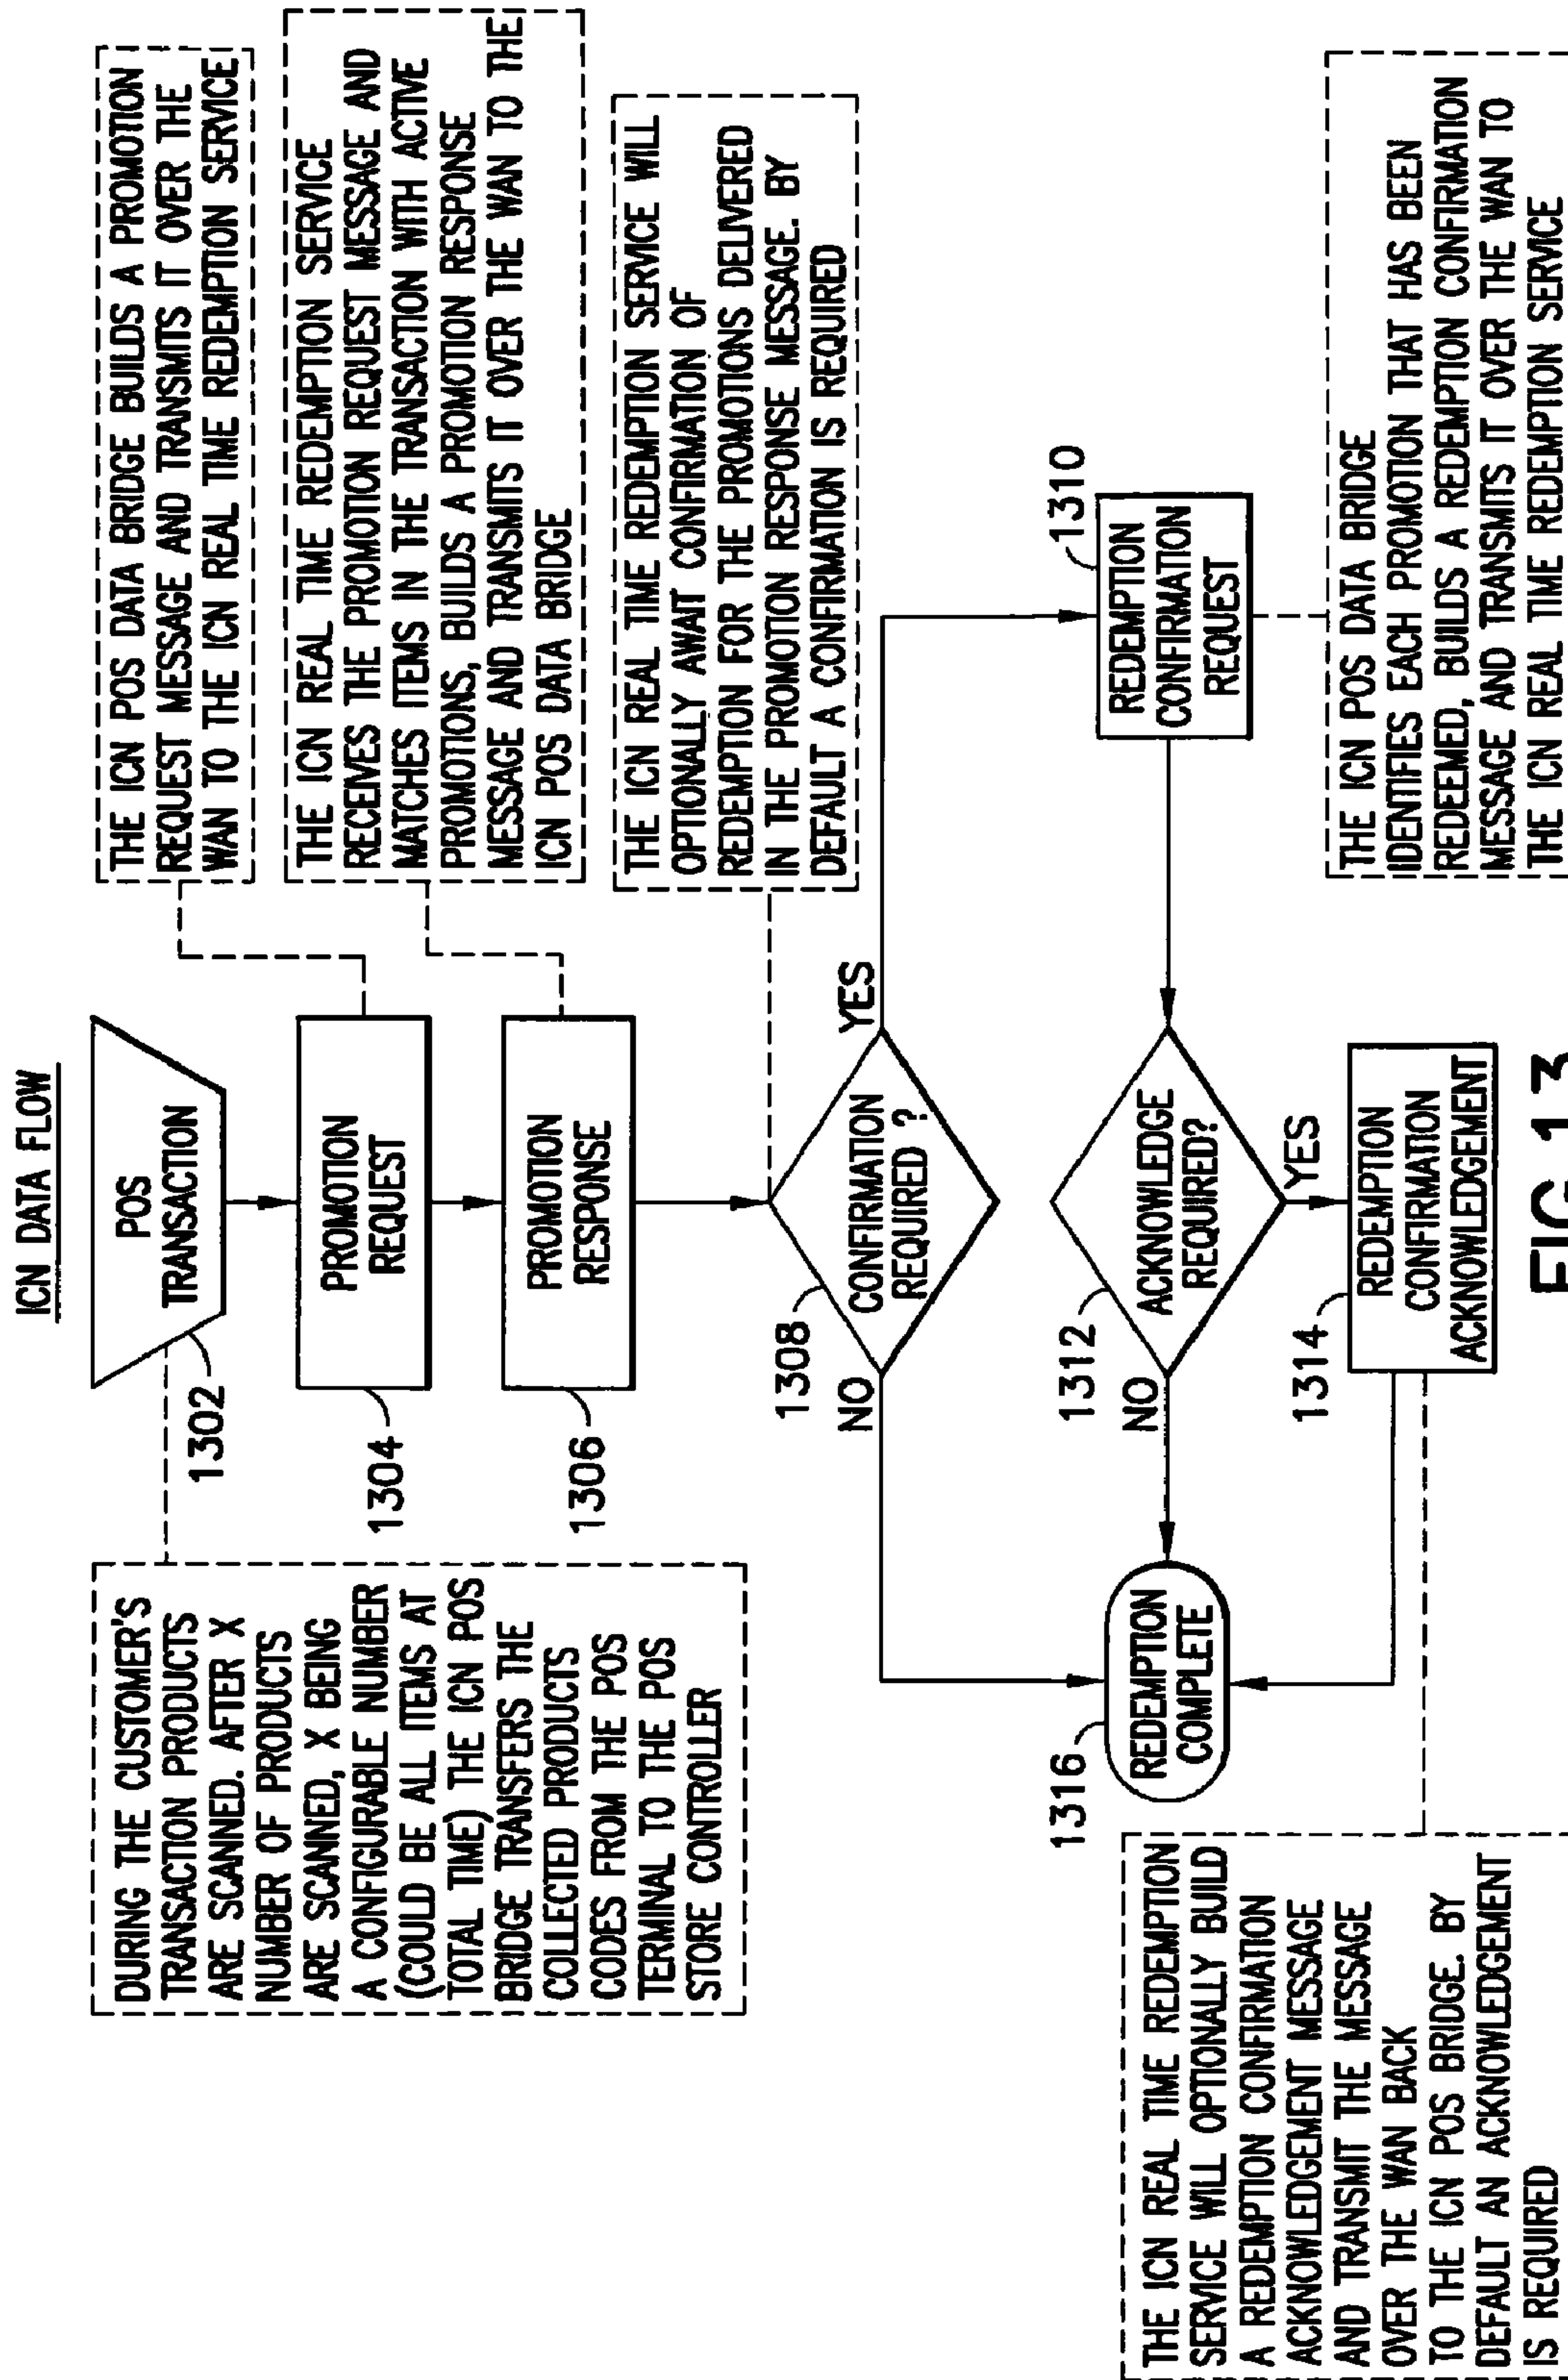 ICN DATA FLOW
DURING THE CUSTOMER'S
TRANSACTION PRODUCTS
ARE SCANNED. AFTER X
NUMBER OF PRODUCTS
ARE SCANNED, X BEING
A CONFIGURABLE NUMBER
(COULD BE ALL ITEMS AT
TOTAL TIME) THE ICN POS
BRIDGE TRANSFERS THE
COLLECTED PRODUCTS
CODES FROM THE POS
TERMINAL TO THE POS
STORE CONTROLLER
POS
TRANSACTION
1302
PROMOTION
REQUEST
1304
THE ICN POS DATA BRIDGE BUILDS A PROMOTION
REQUEST MESSAGE AND TRANSMITS IT OVER THE
WAN TO THE ICN REAL TIME REDEMPTION SERVICE
PROMOTION
RESPONSE
1306
THE ICN REAL TIME REDEMPTION SERVICE
RECEIVES THE PROMOTION REQUEST MESSAGE AND
MATCHES ITEMS IN THE TRANSACTION WITH ACTIVE
PROMOTIONS, BUILDS A PROMOTION RESPONSE
MESSAGE AND TRANSMITS IT OVER THE WAN TO THE
ICN POS DATA BRIDGE
THE ICN REAL TIME REDEMPTION SERVICE WILL
OPTIONALLY AWAIT CONFIRMATION OF
REDEMPTION FOR THE PROMOTIONS DELIVERED
IN THE PROMOTION RESPONSE MESSAGE. BY
DEFAULT A CONFIRMATION IS REQUIRED
1308
NO
CONFIRMATION
REQUIRED ?
YES
1316
REDEMPTION
COMPLETE
1312
NO
ACKNOWLEDGE
REQUIRED?
YES
REDEMPTION
CONFIRMATION
REQUEST
1310
1314
REDEMPTION
CONFIRMATION
ACKNOWLEDGEMENT
THE ICN REAL TIME REDEMPTION
SERVICE WILL OPTIONALLY BUILD
A REDEMPTION CONFIRMATION
ACKNOWLEDGEMENT MESSAGE
AND TRANSMIT THE MESSAGE
OVER THE WAN BACK
TO THE ICN POS BRIDGE. BY
DEFAULT AN ACKNOWLEDGEMENT
IS REQUIRED
THE ICN POS DATA BRIDGE
IDENTIFIES EACH PROMOTION THAT HAS BEEN
REDEEMED, BUILDS A REDEMPTION CONFIRMATION
MESSAGE AND TRANSMITS IT OVER THE WAN TO
THE ICN REAL TIME REDEMPTION SERVICE
FIG.13